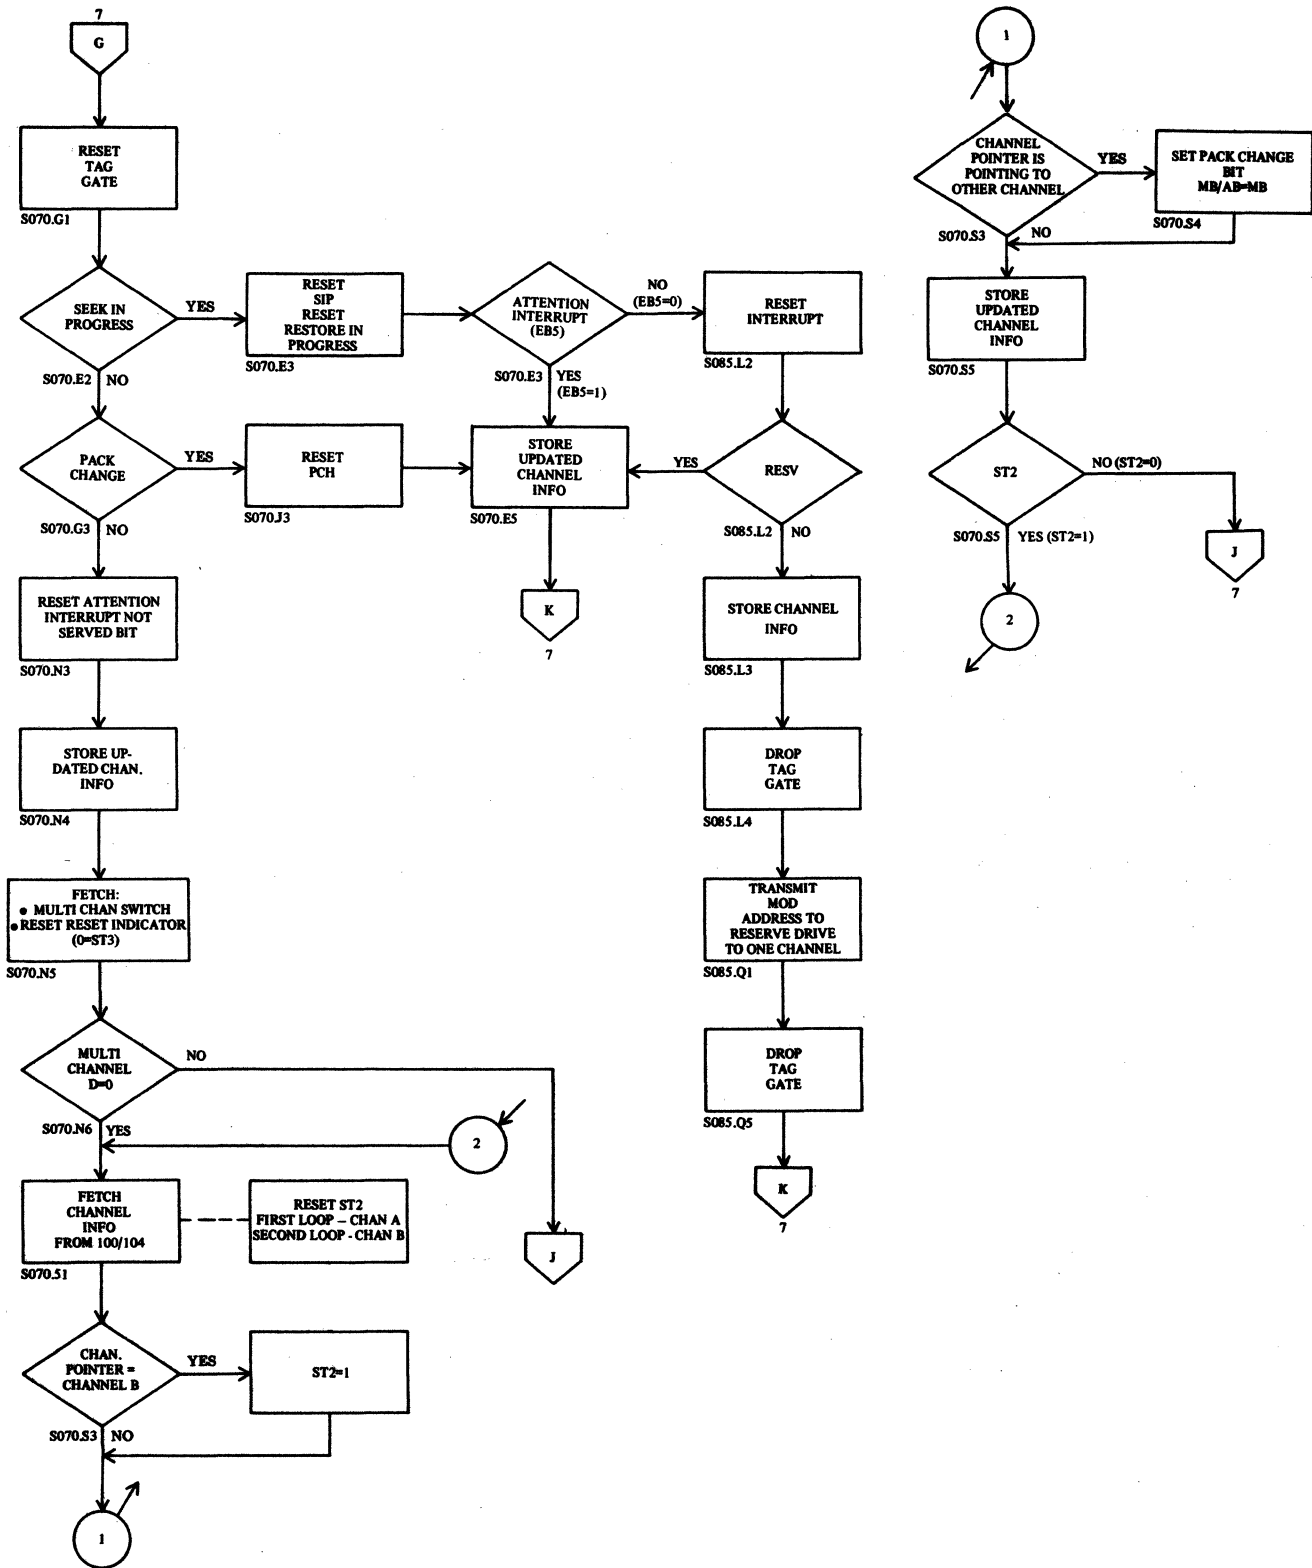 7
G
RESET
TAG
GATE
S070.G1
SEEK IN
PROGRESS
YES
S070.E2
NO
RESET
SIP
RESET
RESTORE IN
PROGRESS
S070.E3
ATTENTION
INTERRUPT
(EB5)
NO
(EB5=0)
S070.E3
YES
(EB5=1)
RESET
INTERRUPT
S085.L2
PACK
CHANGE
YES
S070.G3
NO
RESET
PCH
S070.J3
STORE
UPDATED
CHANNEL
INFO
S070.E5
YES
RESV
S085.L2
NO
K
7
RESET ATTENTION
INTERRUPT NOT
SERVED BIT
S070.N3
STORE CHANNEL
INFO
S085.L3
STORE UP-
DATED CHAN.
INFO
S070.N4
DROP
TAG
GATE
S085.L4
FETCH:
● MULTI CHAN SWITCH
● RESET RESET INDICATOR
(0=ST3)
S070.N5
TRANSMIT
MOD
ADDRESS TO
RESERVE DRIVE
TO ONE CHANNEL
S085.Q1
MULTI
CHANNEL
D=0
NO
S070.N6
YES
DROP
TAG
GATE
S085.Q5
2
K
7
FETCH
CHANNEL
INFO
FROM 100/104
S070.51
RESET ST2
FIRST LOOP – CHAN A
SECOND LOOP - CHAN B
J
CHAN.
POINTER =
CHANNEL B
YES
S070.S3
NO
ST2=1
1
1
CHANNEL
POINTER IS
POINTING TO
OTHER CHANNEL
YES
S070.S3
NO
SET PACK CHANGE
BIT
MB/AB=MB
S070.S4
STORE
UPDATED
CHANNEL
INFO
S070.S5
ST2
NO (ST2=0)
S070.S5
YES (ST2=1)
J
7
2